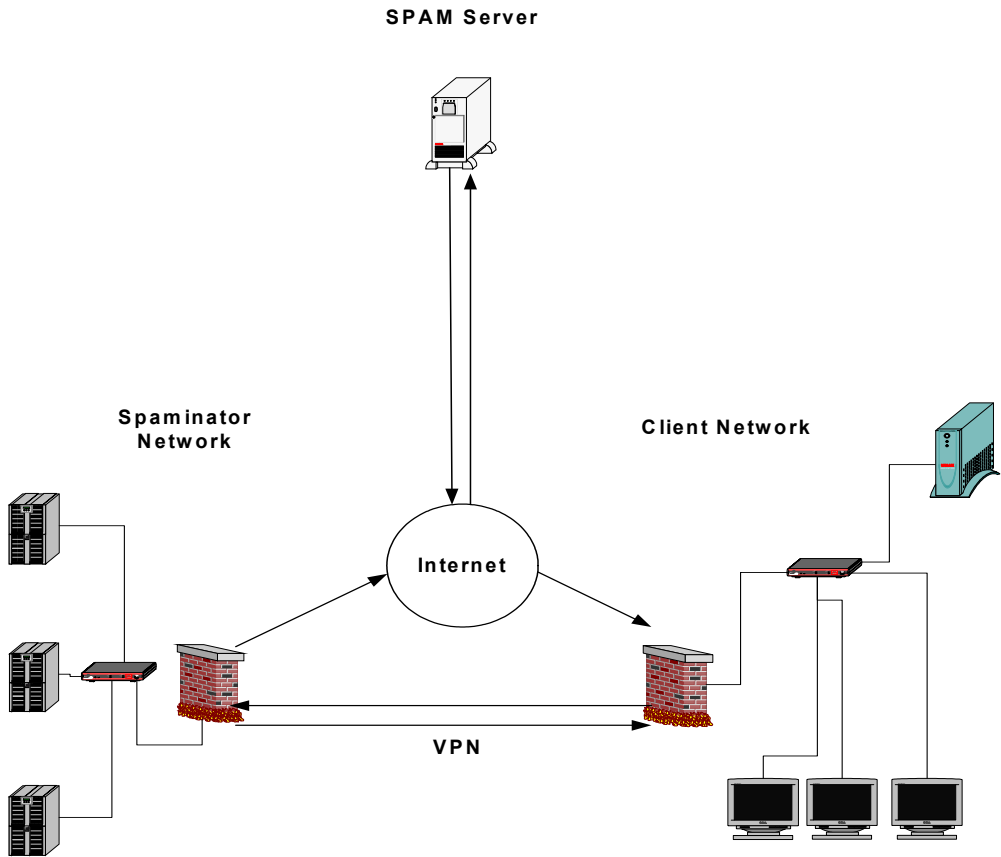 SPAM Server
Spaminator
Network
Client Network
Internet
VPN